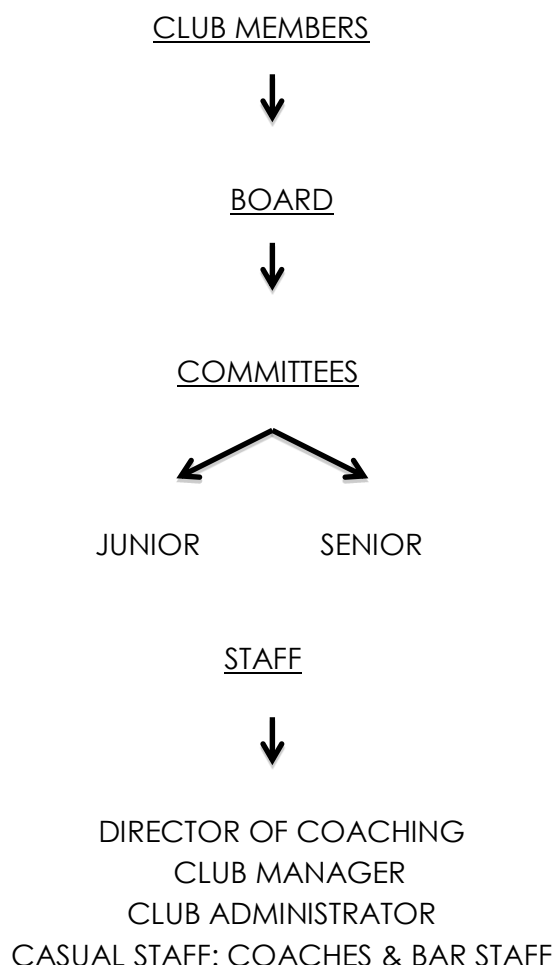 CLUB MEMBERS
BOARD
COMMITTEES
JUNIOR SENIOR
STAFF
DIRECTOR OF COACHING
CLUB MANAGER
CLUB ADMINISTRATOR
CASUAL STAFF: COACHES & BAR STAFF